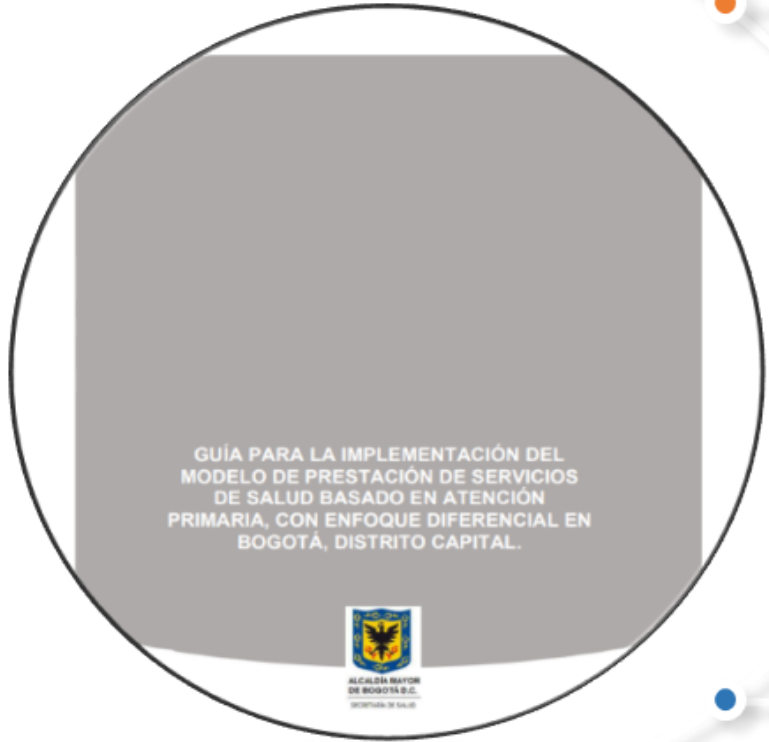 GUÍA PARA LA IMPLEMENTACIÓN DEL
MODELO DE PRESTACIÓN DE SERVICIOS
DE SALUD BASADO EN ATENCIÓN
PRIMARIA, CON ENFOQUE DIFERENCIAL EN
BOGOTÁ, DISTRITO CAPITAL.
ALCALDÍA MAYOR
DE BOGOTÁ D.C.
SECRETARÍA DE SALUD